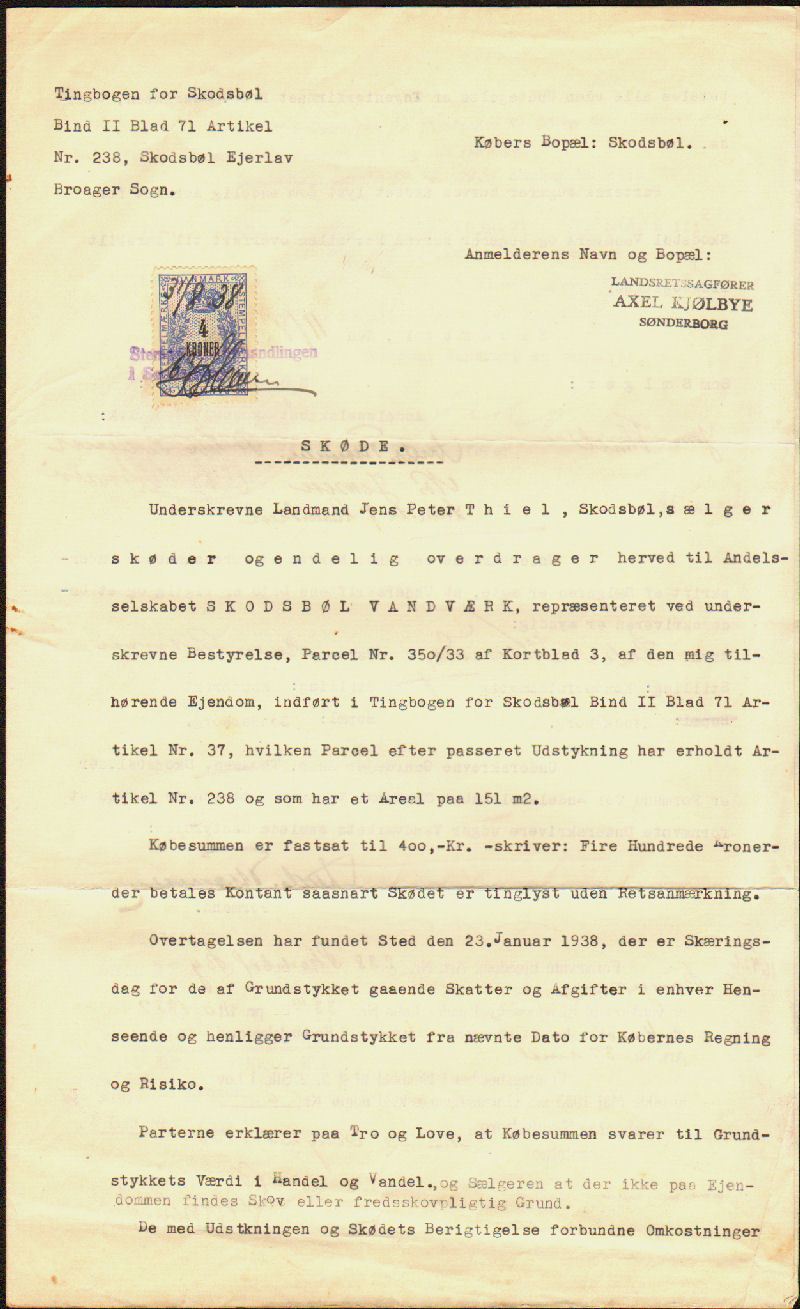 Tingbogen for Skodsbøl
Bind II Blad 71 Artikel
Nr. 238, Skodsbøl Ejerlav
Broager Sogn.
Købers Bopæl: Skodsbøl.
Anmelderens Navn og Bopæl:
LANDSRETSSAGFØRER
AXEL KJØLBYE
SØNDERBORG
DANMARK
STEMPELMÆRKE
4
KRONER
S K Ø D E .
Underskrevne Landmand Jens Peter T h i e l , Skodsbøl,s æ l g e r
s k ø d e r og e n d e l i g o v e r d r a g e r herved til Andels-
selskabet S K O D S B Ø L V A N D V Æ R K, repræsenteret ved under-
skrevne Bestyrelse, Parcel Nr. 35o/33 af Kortblad 3, af den mig til-
hørende Ejendom, indført i Tingbogen for Skodsbøl Bind II Blad 71 Ar-
tikel Nr. 37, hvilken Parcel efter passeret Udstykning har erholdt Ar-
tikel Nr. 238 og som har et Areal paa 151 m2.
Købesummen er fastsat til 4oo,-Kr. -skriver: Fire Hundrede Kroner-
der betales Kontant saasnart Skødet er tinglyst uden Retsanmærkning.
Overtagelsen har fundet Sted den 23.Januar 1938, der er Skærings-
dag for de af Grundstykket gaaende Skatter og Afgifter i enhver Hen-
seende og henligger Grundstykket fra nævnte Dato for Købernes Regning
og Risiko.
Parterne erklærer paa Tro og Love, at Købesummen svarer til Grund-
stykkets Værdi i Handel og Vandel.,og Sælgeren at der ikke paa Ejen-
dommen findes Skov eller fredsskovpligtig Grund.
De med Udstkningen og Skødets Berigtigelse forbundne Omkostninger